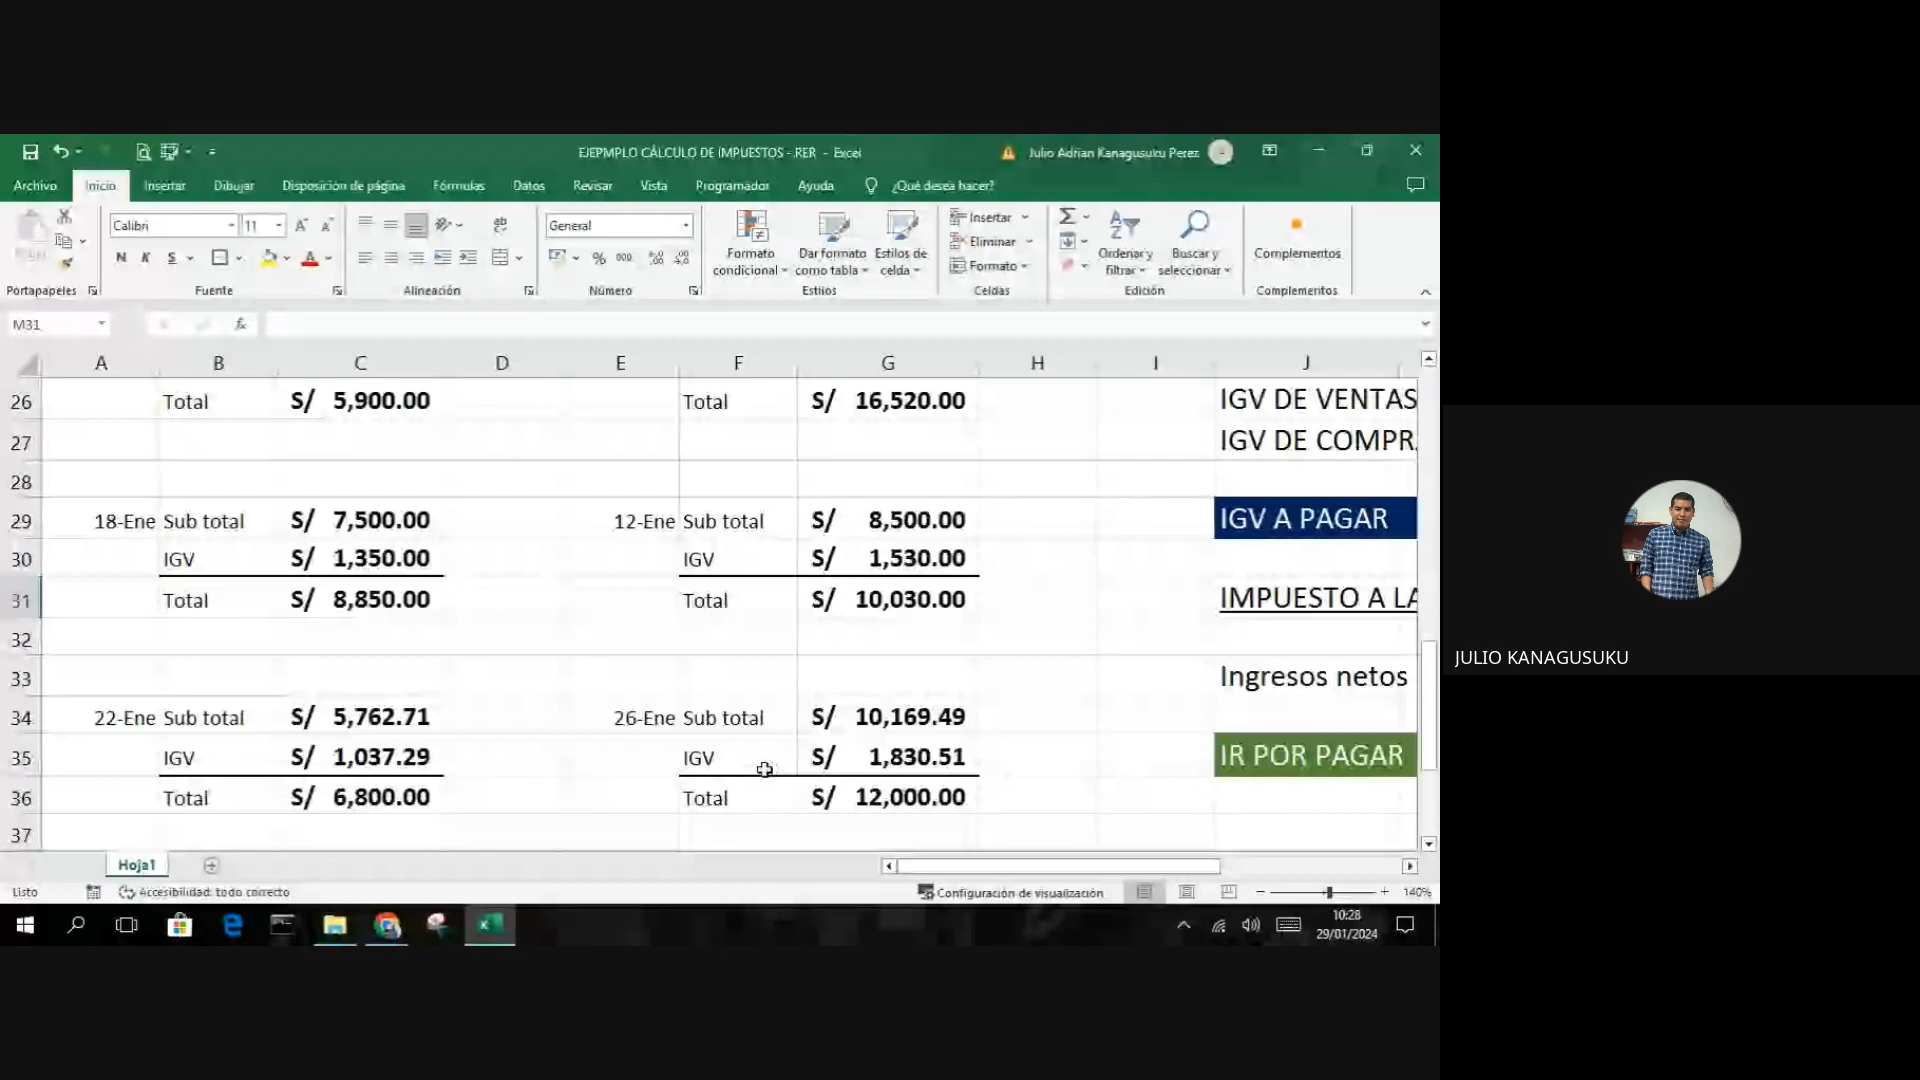 EJEPMPLO CÁLCULO DE IMPUESTOS - RER - Excel
Julio Adrian Kanagusuku Perez
Archivo Inicio Insertar Dibujar Disposición de página Fórmulas Datos Revisar Vista Programador Ayuda ¿Qué desea hacer?
Calibri 11 General
N K S
Formato condicional
Dar formato como tabla
Estilos de celda
Insertar
Eliminar
Formato
Ordenar y filtrar
Buscar y seleccionar
Complementos
Portapapeles Fuente Alineación Número Estilos Celdas Edición Complementos
M31 fx
A B C D E F G H I J
26 Total S/ 5,900.00 Total S/ 16,520.00 IGV DE VENTAS
27 IGV DE COMPR
28
29 18-Ene Sub total S/ 7,500.00 12-Ene Sub total S/ 8,500.00 IGV A PAGAR
30 IGV S/ 1,350.00 IGV S/ 1,530.00
31 Total S/ 8,850.00 Total S/ 10,030.00 IMPUESTO A LA
32
33 Ingresos netos
34 22-Ene Sub total S/ 5,762.71 26-Ene Sub total S/ 10,169.49
35 IGV S/ 1,037.29 IGV S/ 1,830.51 IR POR PAGAR
36 Total S/ 6,800.00 Total S/ 12,000.00
37
Hoja1
Listo Accesibilidad: todo correcto Configuración de visualización 140%
10:28
29/01/2024
JULIO KANAGUSUKU